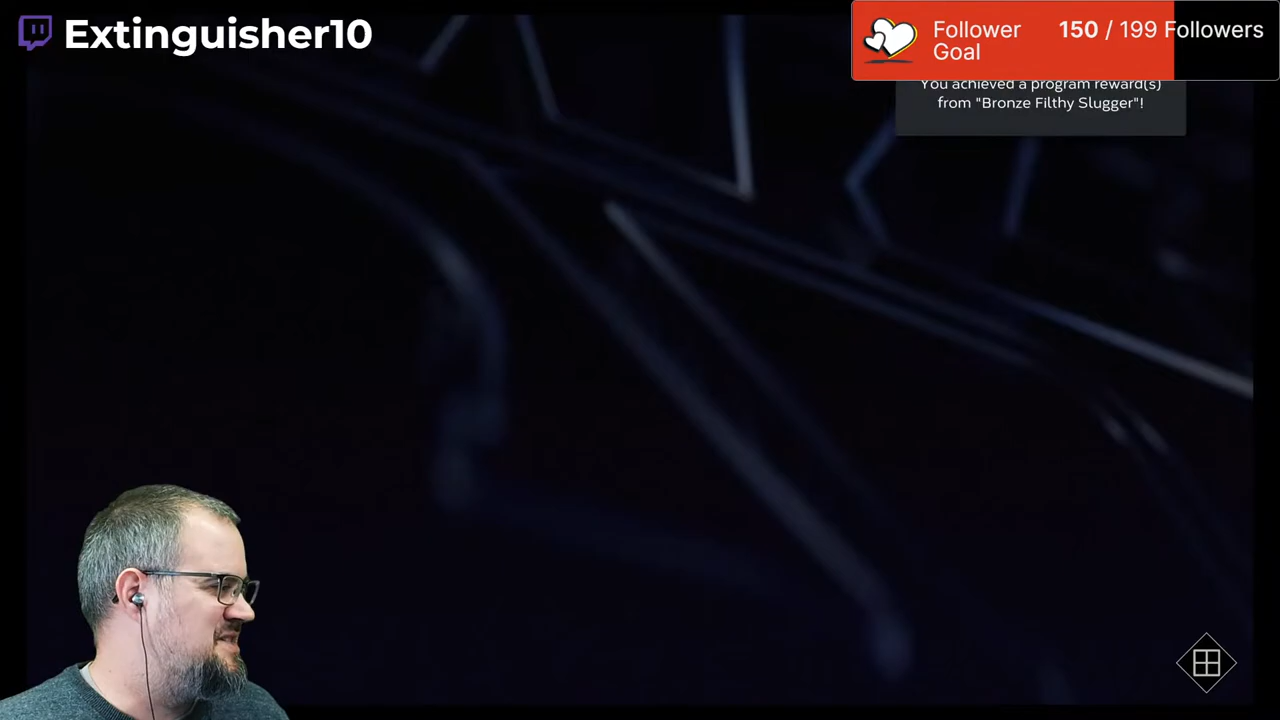 Extinguisher10
Follower Goal
150 / 199 Followers
You achieved a program reward(s)
from "Bronze Filthy Slugger"!